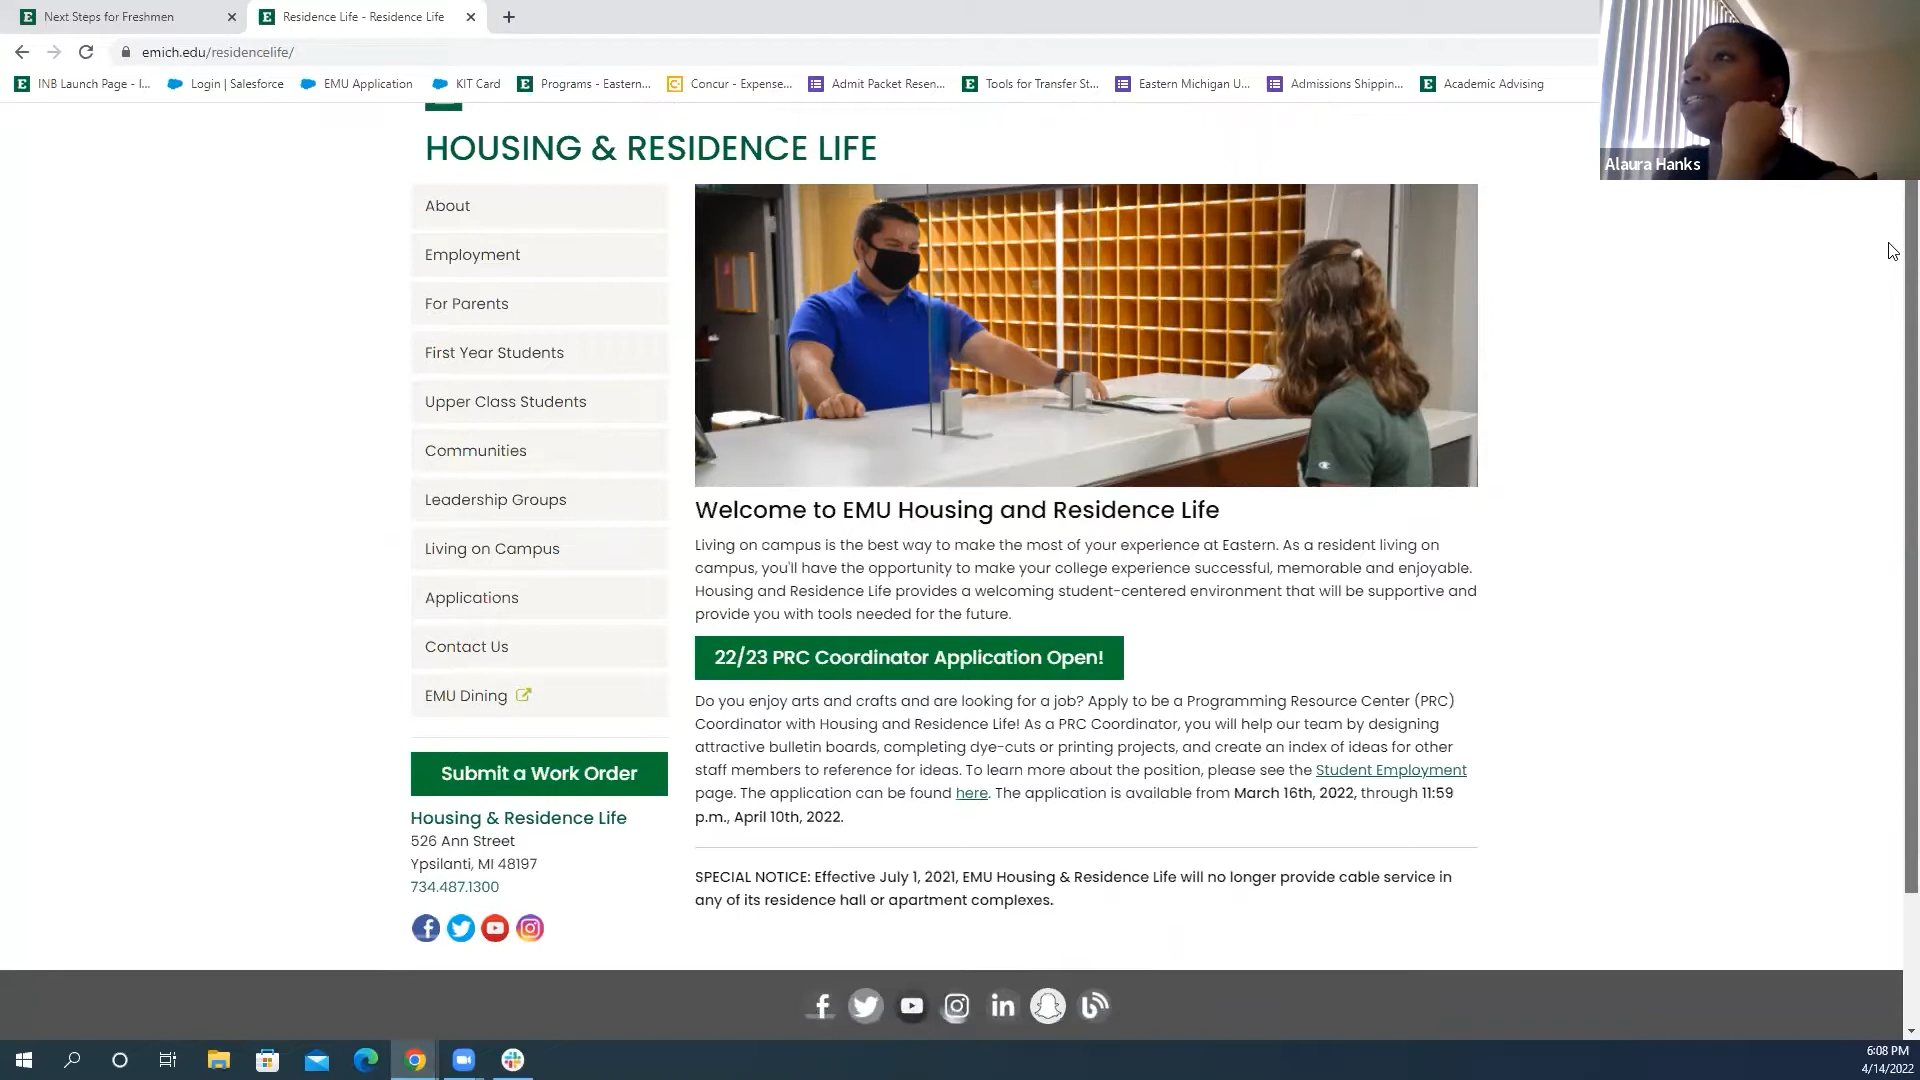 Next Steps for Freshmen
Residence Life - Residence Life
emich.edu/residencelife/
INB Launch Page - I...
Login | Salesforce
EMU Application
KIT Card
Programs - Eastern...
Concur - Expense...
Admit Packet Resen...
Tools for Transfer St...
Eastern Michigan U...
Admissions Shippin...
Academic Advising
Alaura Hanks
HOUSING & RESIDENCE LIFE
About
Employment
For Parents
First Year Students
Upper Class Students
Communities
Leadership Groups
Living on Campus
Applications
Contact Us
EMU Dining
Submit a Work Order
Housing & Residence Life
526 Ann Street
Ypsilanti, MI 48197
734.487.1300
Welcome to EMU Housing and Residence Life
Living on campus is the best way to make the most of your experience at Eastern. As a resident living on
campus, you'll have the opportunity to make your college experience successful, memorable and enjoyable.
Housing and Residence Life provides a welcoming student-centered environment that will be supportive and
provide you with tools needed for the future.
22/23 PRC Coordinator Application Open!
Do you enjoy arts and crafts and are looking for a job? Apply to be a Programming Resource Center (PRC)
Coordinator with Housing and Residence Life! As a PRC Coordinator, you will help our team by designing
attractive bulletin boards, completing dye-cuts or printing projects, and create an index of ideas for other
staff members to reference for ideas. To learn more about the position, please see the Student Employment
page. The application can be found here. The application is available from March 16th, 2022, through 11:59
p.m., April 10th, 2022.
SPECIAL NOTICE: Effective July 1, 2021, EMU Housing & Residence Life will no longer provide cable service in
any of its residence hall or apartment complexes.
6:08 PM
4/14/2022